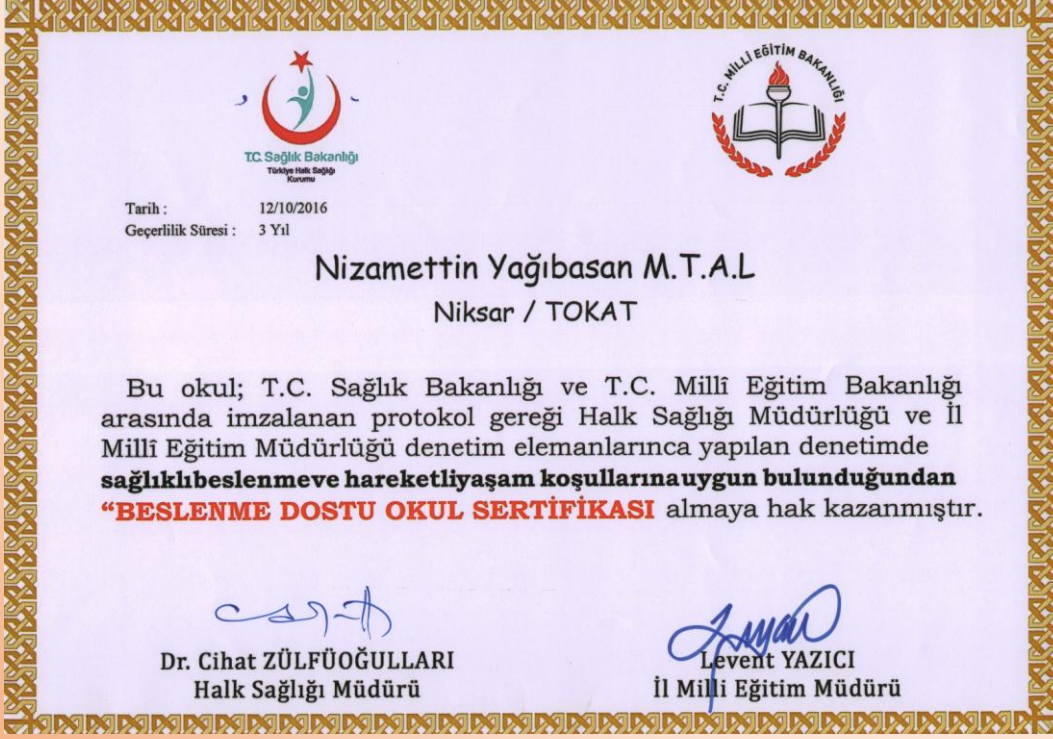 T.C. Sağlık Bakanlığı
Türkiye Halk Sağlığı
Kurumu
T.C. MİLLİ EĞİTİM BAKANLIĞI
Tarih : 12/10/2016
Geçerlilik Süresi : 3 Yıl
Nizamettin Yağıbasan M.T.A.L
Niksar / TOKAT
Bu okul; T.C. Sağlık Bakanlığı ve T.C. Millî Eğitim Bakanlığı
arasında imzalanan protokol gereği Halk Sağlığı Müdürlüğü ve İl
Millî Eğitim Müdürlüğü denetim elemanlarınca yapılan denetimde
sağlıklıbeslenmeve hareketliyaşam koşullarınauygun bulunduğundan
“BESLENME DOSTU OKUL SERTİFİKASI almaya hak kazanmıştır.
Dr. Cihat ZÜLFÜOĞULLARI
Halk Sağlığı Müdürü
Levent YAZICI
İl Milli Eğitim Müdürü